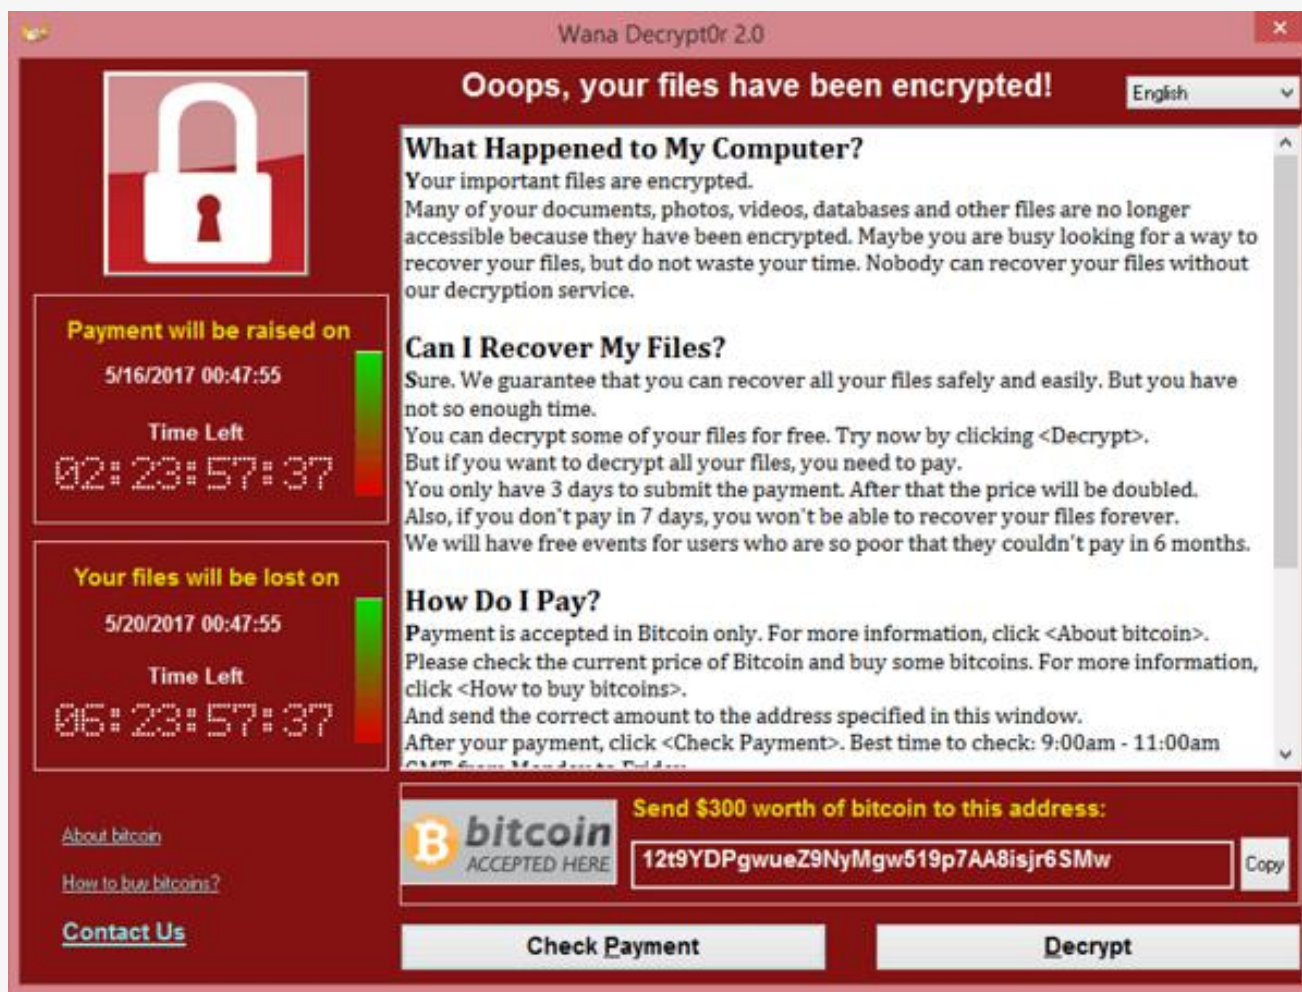 Wana Decrypt0r 2.0
Ooops, your files have been encrypted!
English
What Happened to My Computer?
Your important files are encrypted.
Many of your documents, photos, videos, databases and other files are no longer
accessible because they have been encrypted. Maybe you are busy looking for a way to
recover your files, but do not waste your time. Nobody can recover your files without
our decryption service.
Can I Recover My Files?
Sure. We guarantee that you can recover all your files safely and easily. But you have
not so enough time.
You can decrypt some of your files for free. Try now by clicking <Decrypt>.
But if you want to decrypt all your files, you need to pay.
You only have 3 days to submit the payment. After that the price will be doubled.
Also, if you don't pay in 7 days, you won't be able to recover your files forever.
We will have free events for users who are so poor that they couldn't pay in 6 months.
How Do I Pay?
Payment is accepted in Bitcoin only. For more information, click <About bitcoin>.
Please check the current price of Bitcoin and buy some bitcoins. For more information,
click <How to buy bitcoins>.
And send the correct amount to the address specified in this window.
After your payment, click <Check Payment>. Best time to check: 9:00am - 11:00am
GMT from Monday to Friday
Payment will be raised on
5/16/2017 00:47:55
Time Left
02:23:57:37
Your files will be lost on
5/20/2017 00:47:55
Time Left
06:23:57:37
About bitcoin
How to buy bitcoins?
Contact Us
bitcoin
ACCEPTED HERE
Send $300 worth of bitcoin to this address:
12t9YDPgwueZ9NyMgw519p7AA8isjr6SMw
Copy
Check Payment
Decrypt